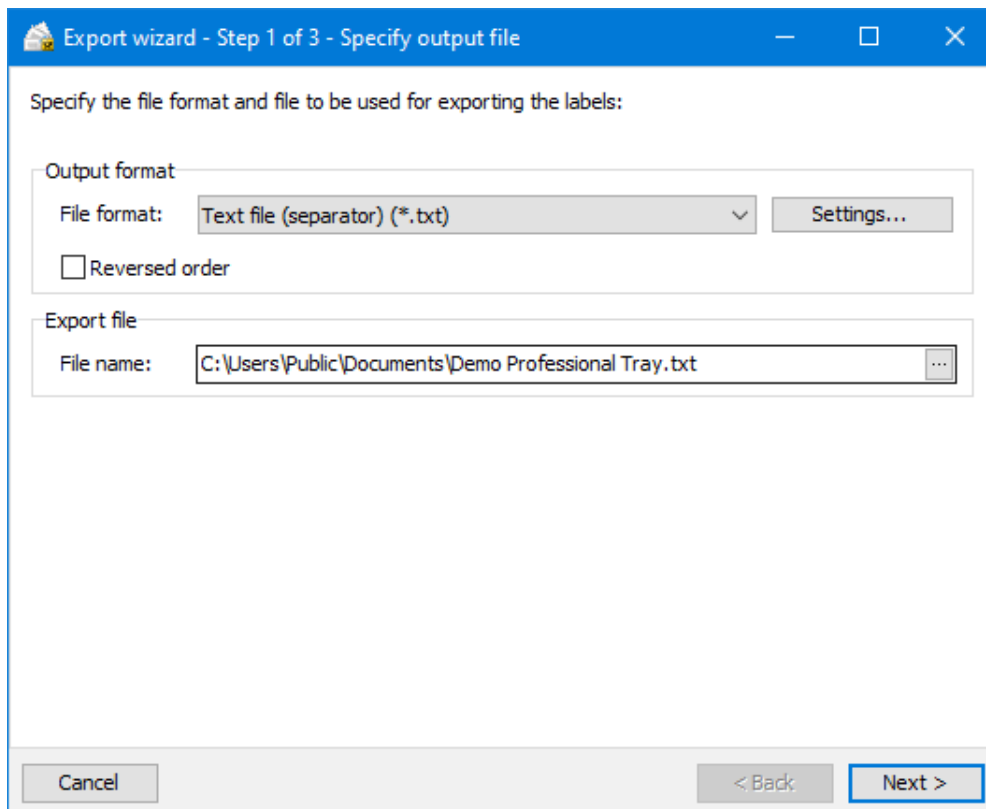 Export wizard - Step 1 of 3 - Specify output file
Specify the file format and file to be used for exporting the labels:
Output format
File format: Text file (separator) (*.txt) Settings...
Reversed order
Export file
File name: C:\Users\Public\Documents\Demo Professional Tray.txt ...
Cancel < Back Next >